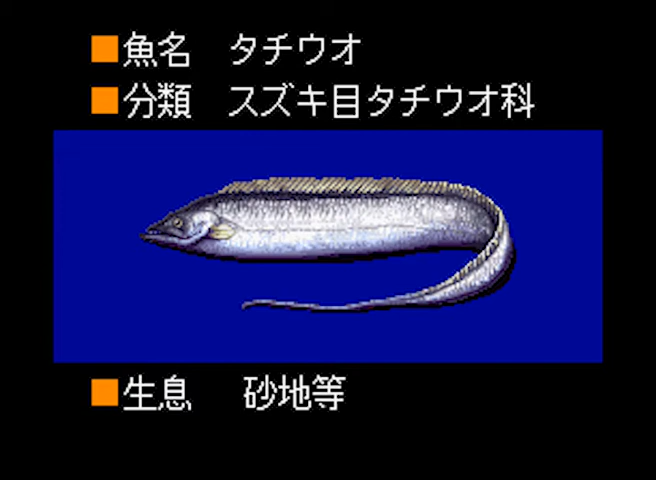 ■魚名　タチウオ
■分類　スズキ目タチウオ科
■生息　砂地等